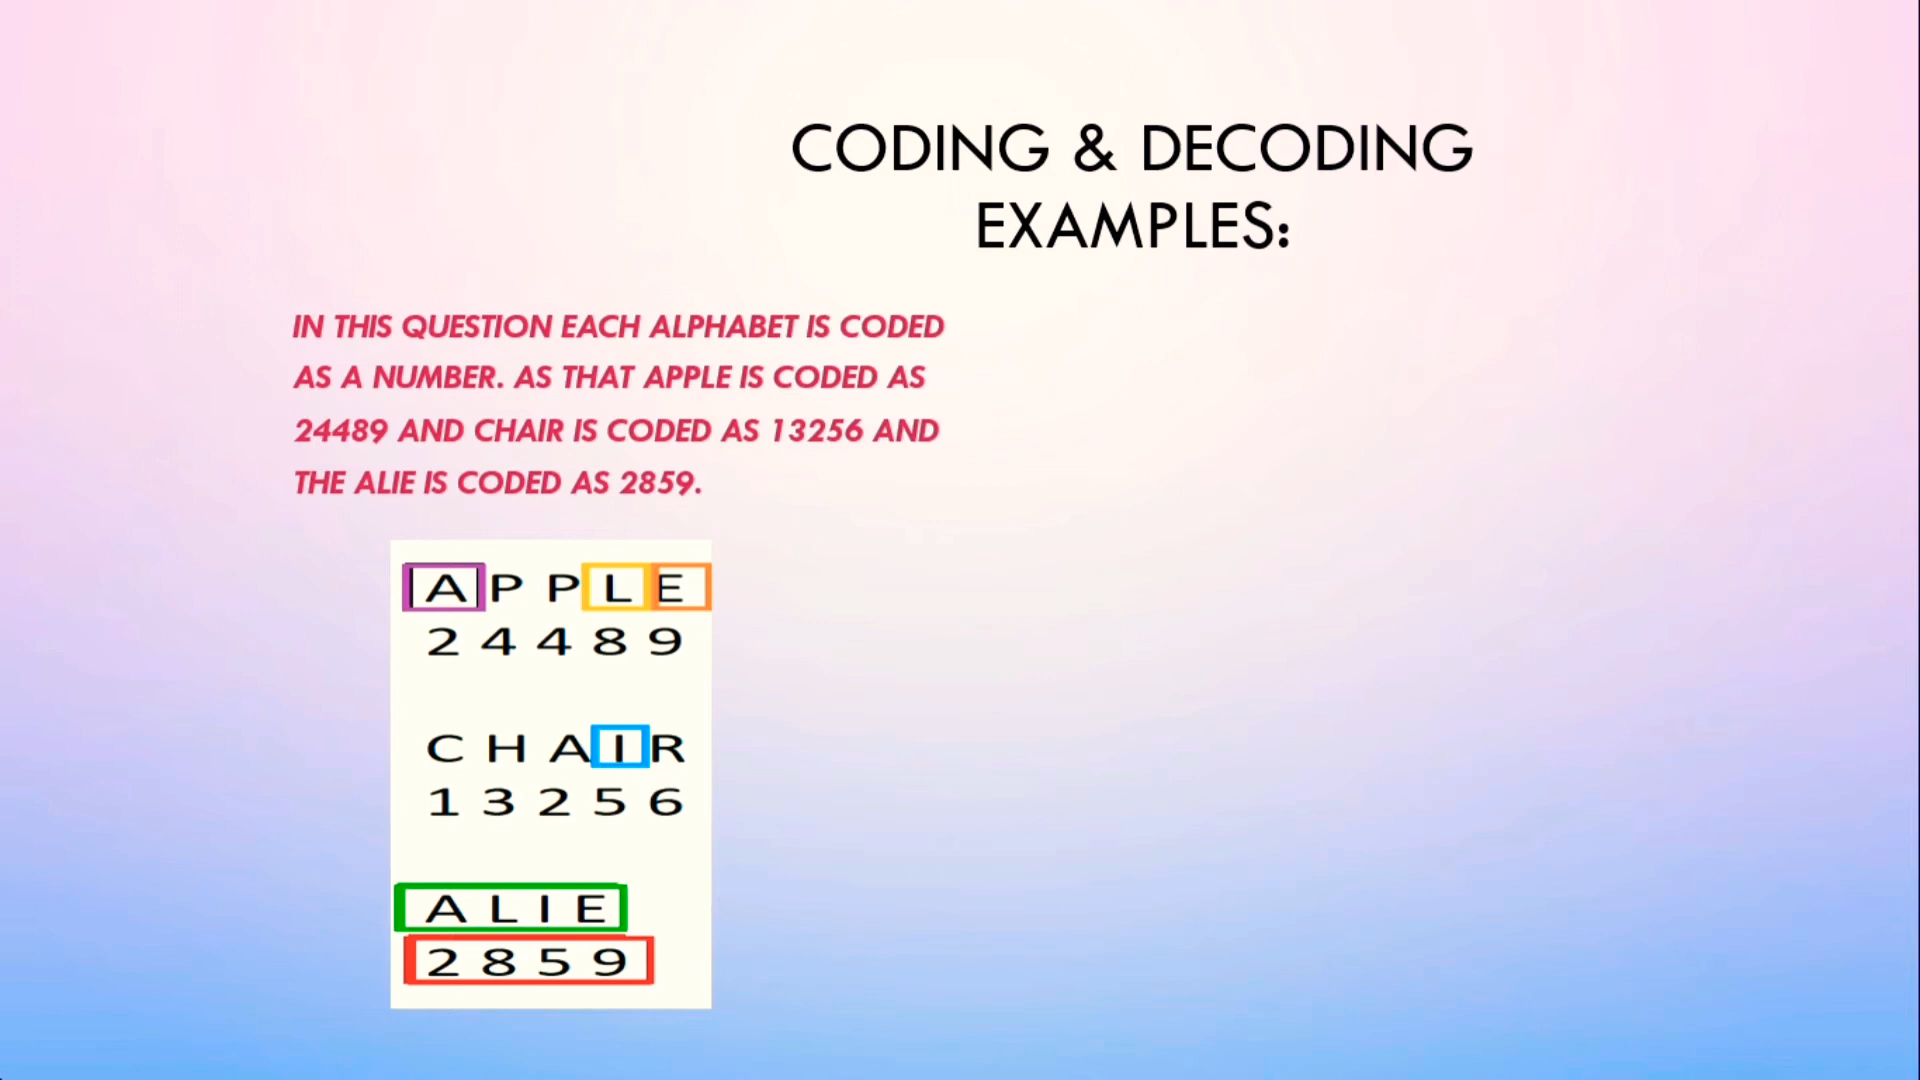 CODING & DECODING
EXAMPLES:
IN THIS QUESTION EACH ALPHABET IS CODED
AS A NUMBER. AS THAT APPLE IS CODED AS
24489 AND CHAIR IS CODED AS 13256 AND
THE ALIE IS CODED AS 2859.
A P P L E
2 4 4 8 9
C H A I R
1 3 2 5 6
A L I E
2 8 5 9